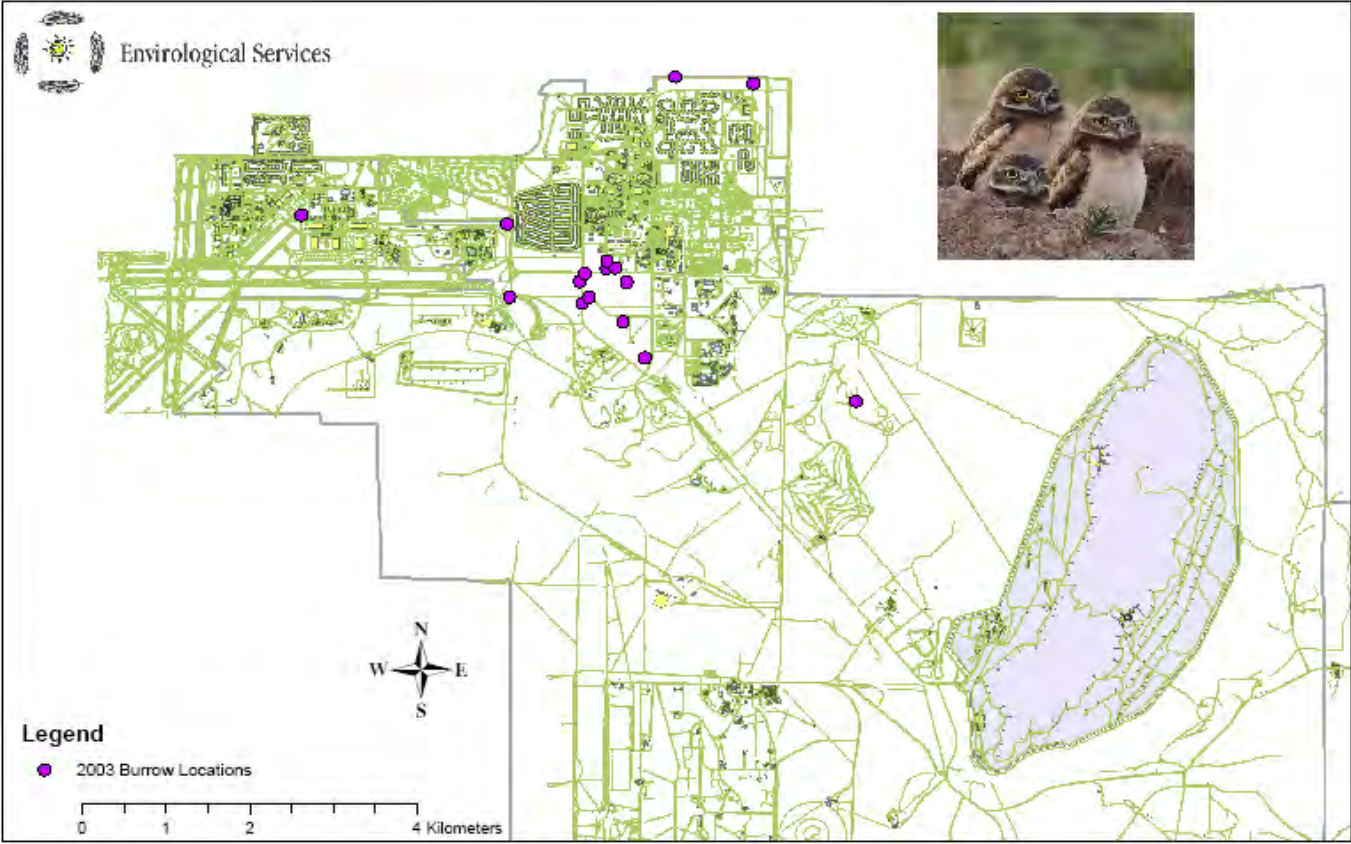 Envirological Services
N
W E
S
Legend
2003 Burrow Locations
0 1 2 4 Kilometers